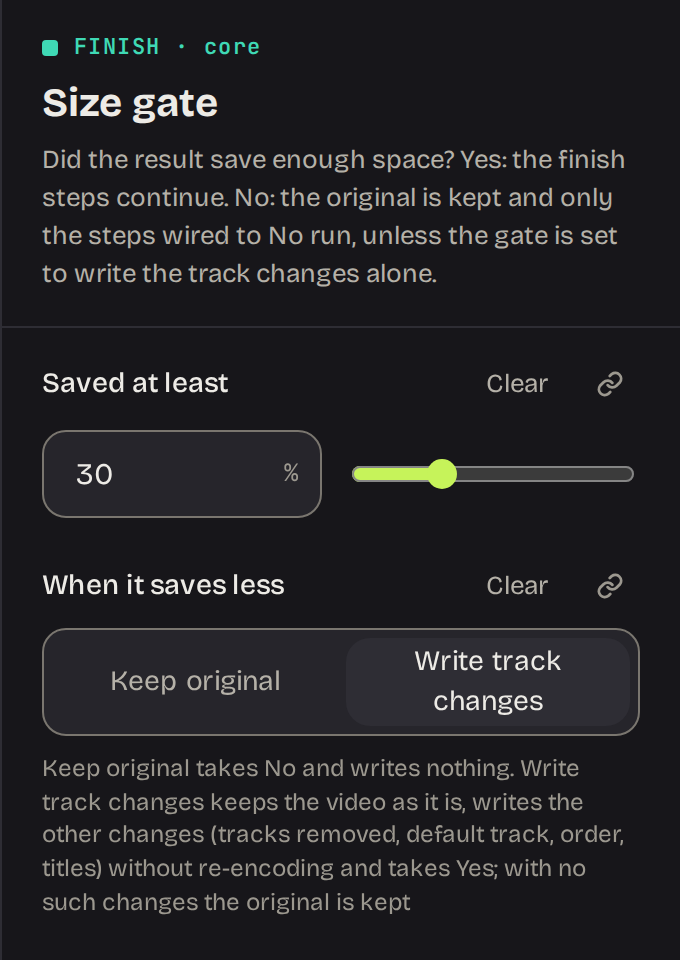 FINISH · core
Size gate
Did the result save enough space? Yes: the finish
steps continue. No: the original is kept and only
the steps wired to No run, unless the gate is set
to write the track changes alone.
Saved at least
Clear
30
%
When it saves less
Clear
Keep original
Write track
changes
Keep original takes No and writes nothing. Write
track changes keeps the video as it is, writes the
other changes (tracks removed, default track, order,
titles) without re-encoding and takes Yes; with no
such changes the original is kept